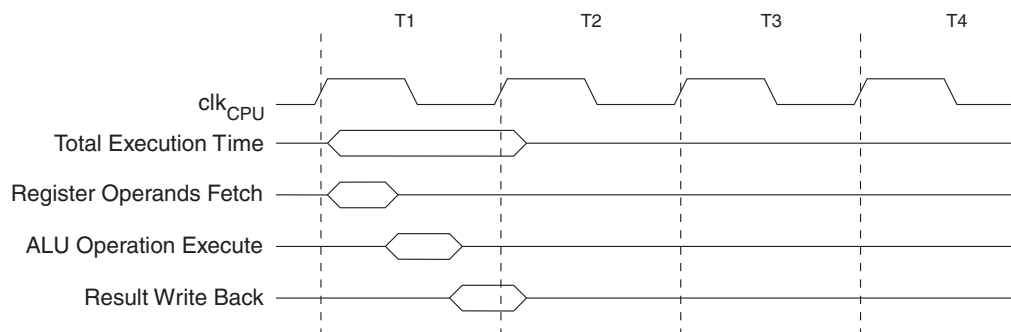 T1 T2 T3 T4
clkCPU
Total Execution Time
Register Operands Fetch
ALU Operation Execute
Result Write Back